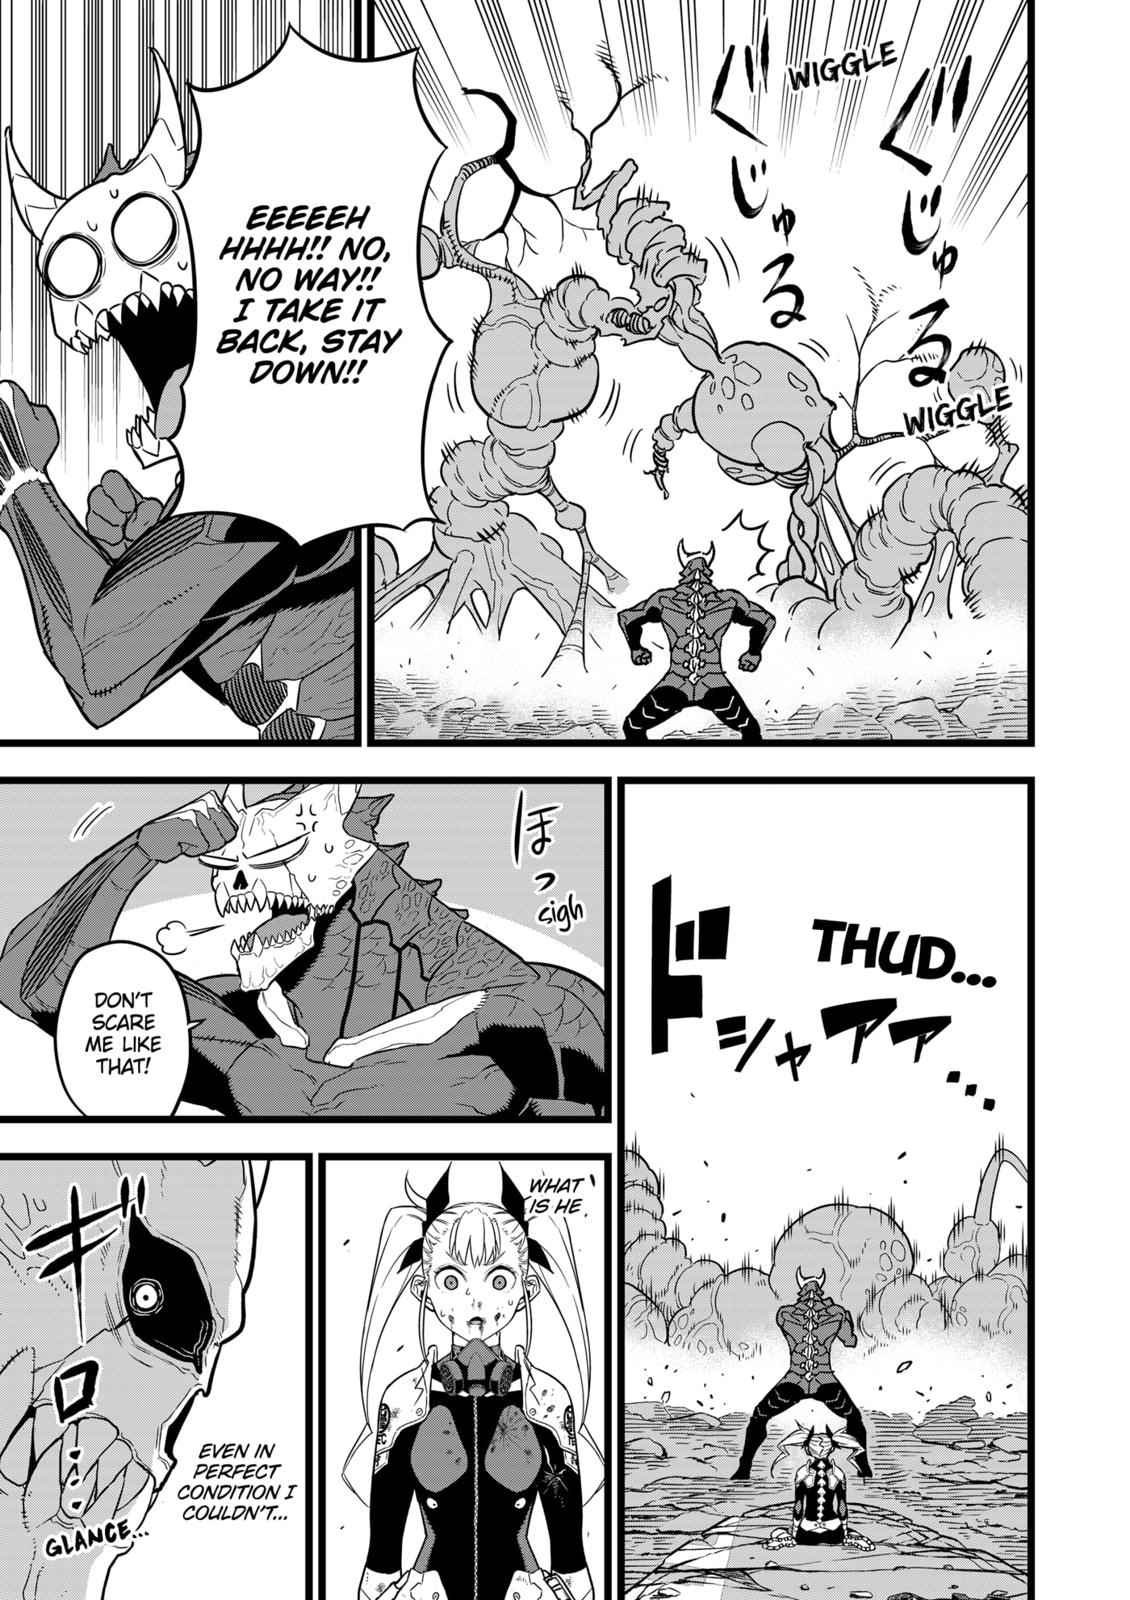 WIGGLE
ぐじゅる
ぐじゅる
WIGGLE
EEEEEH
HHHH!! NO,
NO WAY!!
I TAKE IT
BACK, STAY
DOWN!!
THUD...
ドシャアァ...
ほっ
sigh
DON'T
SCARE
ME LIKE
THAT!
WHAT
IS HE
ギロ...
GLANCE...
EVEN IN
PERFECT
CONDITION I
COULDN'T...